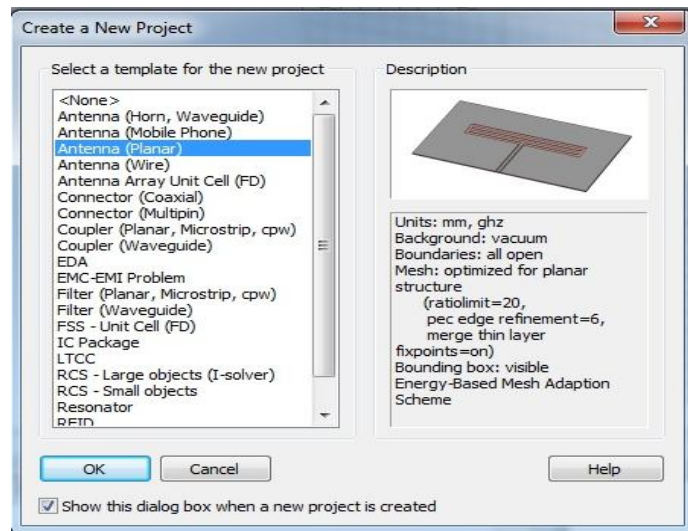 Create a New Project
Select a template for the new project
<None>
Antenna (Horn, Waveguide)
Antenna (Mobile Phone)
Antenna (Planar)
Antenna (Wire)
Antenna Array Unit Cell (FD)
Connector (Coaxial)
Connector (Multipin)
Coupler (Planar, Microstrip, cpw)
Coupler (Waveguide)
EDA
EMC-EMI Problem
Filter (Planar, Microstrip, cpw)
Filter (Waveguide)
FSS - Unit Cell (FD)
IC Package
LTCC
RCS - Large objects (I-solver)
RCS - Small objects
Resonator
RFID
Description
Units: mm, ghz
Background: vacuum
Boundaries: all open
Mesh: optimized for planar
structure
(ratiolimit=20,
pec edge refinement=6,
merge thin layer
fixpoints=on)
Bounding box: visible
Energy-Based Mesh Adaption
Scheme
OK
Cancel
Help
Show this dialog box when a new project is created